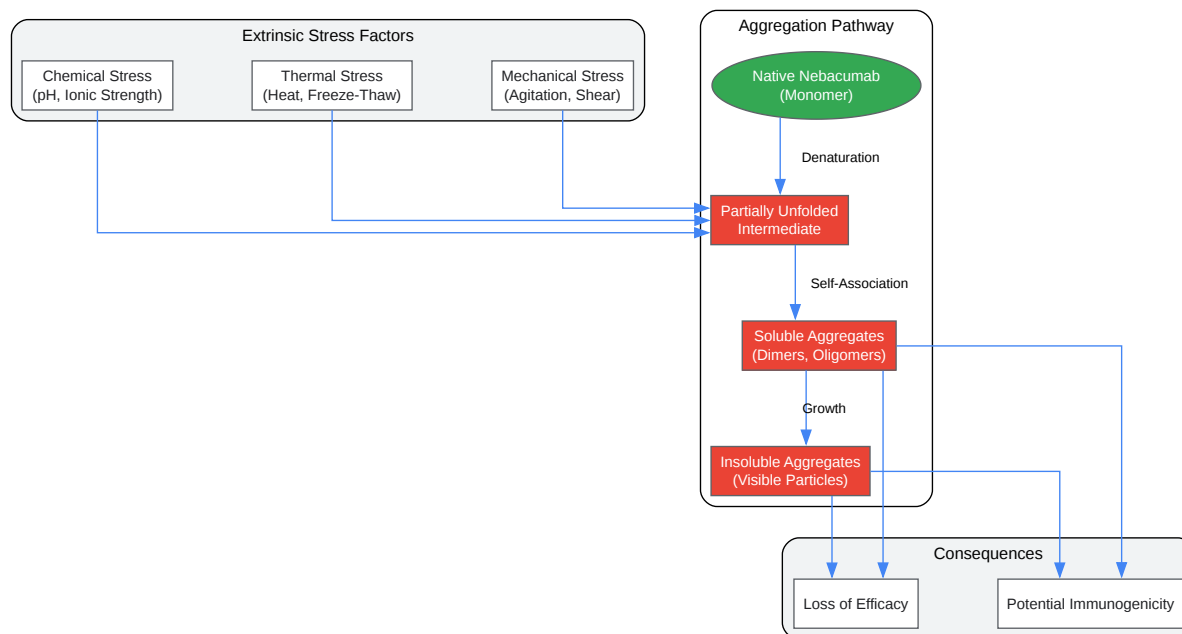 Extrinsic Stress Factors
Chemical Stress
(pH, Ionic Strength)
Thermal Stress
(Heat, Freeze-Thaw)
Mechanical Stress
(Agitation, Shear)
Aggregation Pathway
Native Nebacumab
(Monomer)
Denaturation
Partially Unfolded
Intermediate
Self-Association
Soluble Aggregates
(Dimers, Oligomers)
Growth
Insoluble Aggregates
(Visible Particles)
Consequences
Loss of Efficacy
Potential Immunogenicity